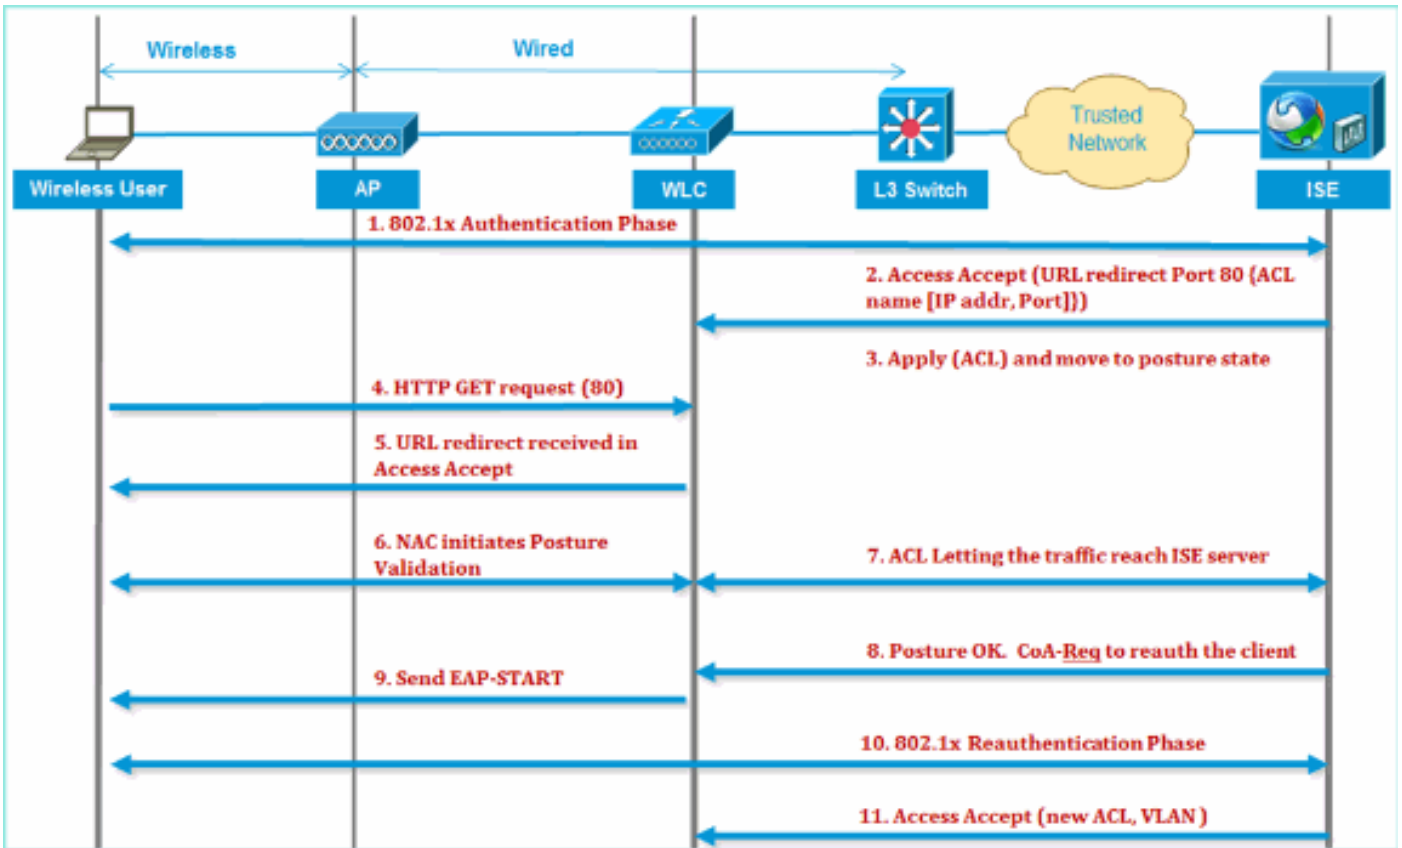 Wireless
Wired
Trusted
Network
Wireless User
AP
WLC
L3 Switch
ISE
1. 802.1x Authentication Phase
2. Access Accept (URL redirect Port 80 (ACL
name [IP addr, Port]))
3. Apply (ACL) and move to posture state
4. HTTP GET request (80)
5. URL redirect received in
Access Accept
6. NAC initiates Posture
Validation
7. ACL Letting the traffic reach ISE server
8. Posture OK. CoA-Req to reauth the client
9. Send EAP-START
10. 802.1x Reauthentication Phase
11. Access Accept (new ACL, VLAN )